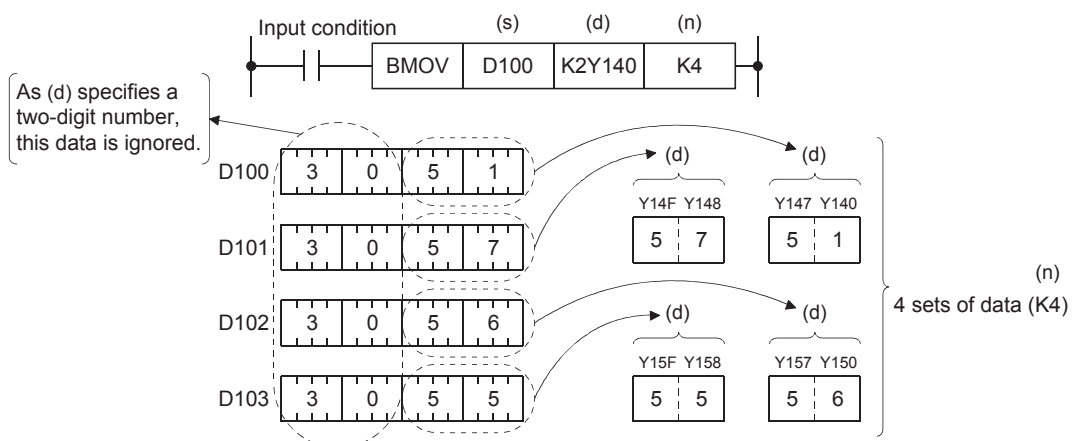 (s) (d) (n)
Input condition
BMOV D100 K2Y140 K4
As (d) specifies a
two-digit number,
this data is ignored.
D100 3 0 5 1
(d) (d)
Y14F Y148 Y147 Y140
D101 3 0 5 7
5 7 5 1
(n)
4 sets of data (K4)
D102 3 0 5 6
(d) (d)
Y15F Y158 Y157 Y150
D103 3 0 5 5
5 5 5 6